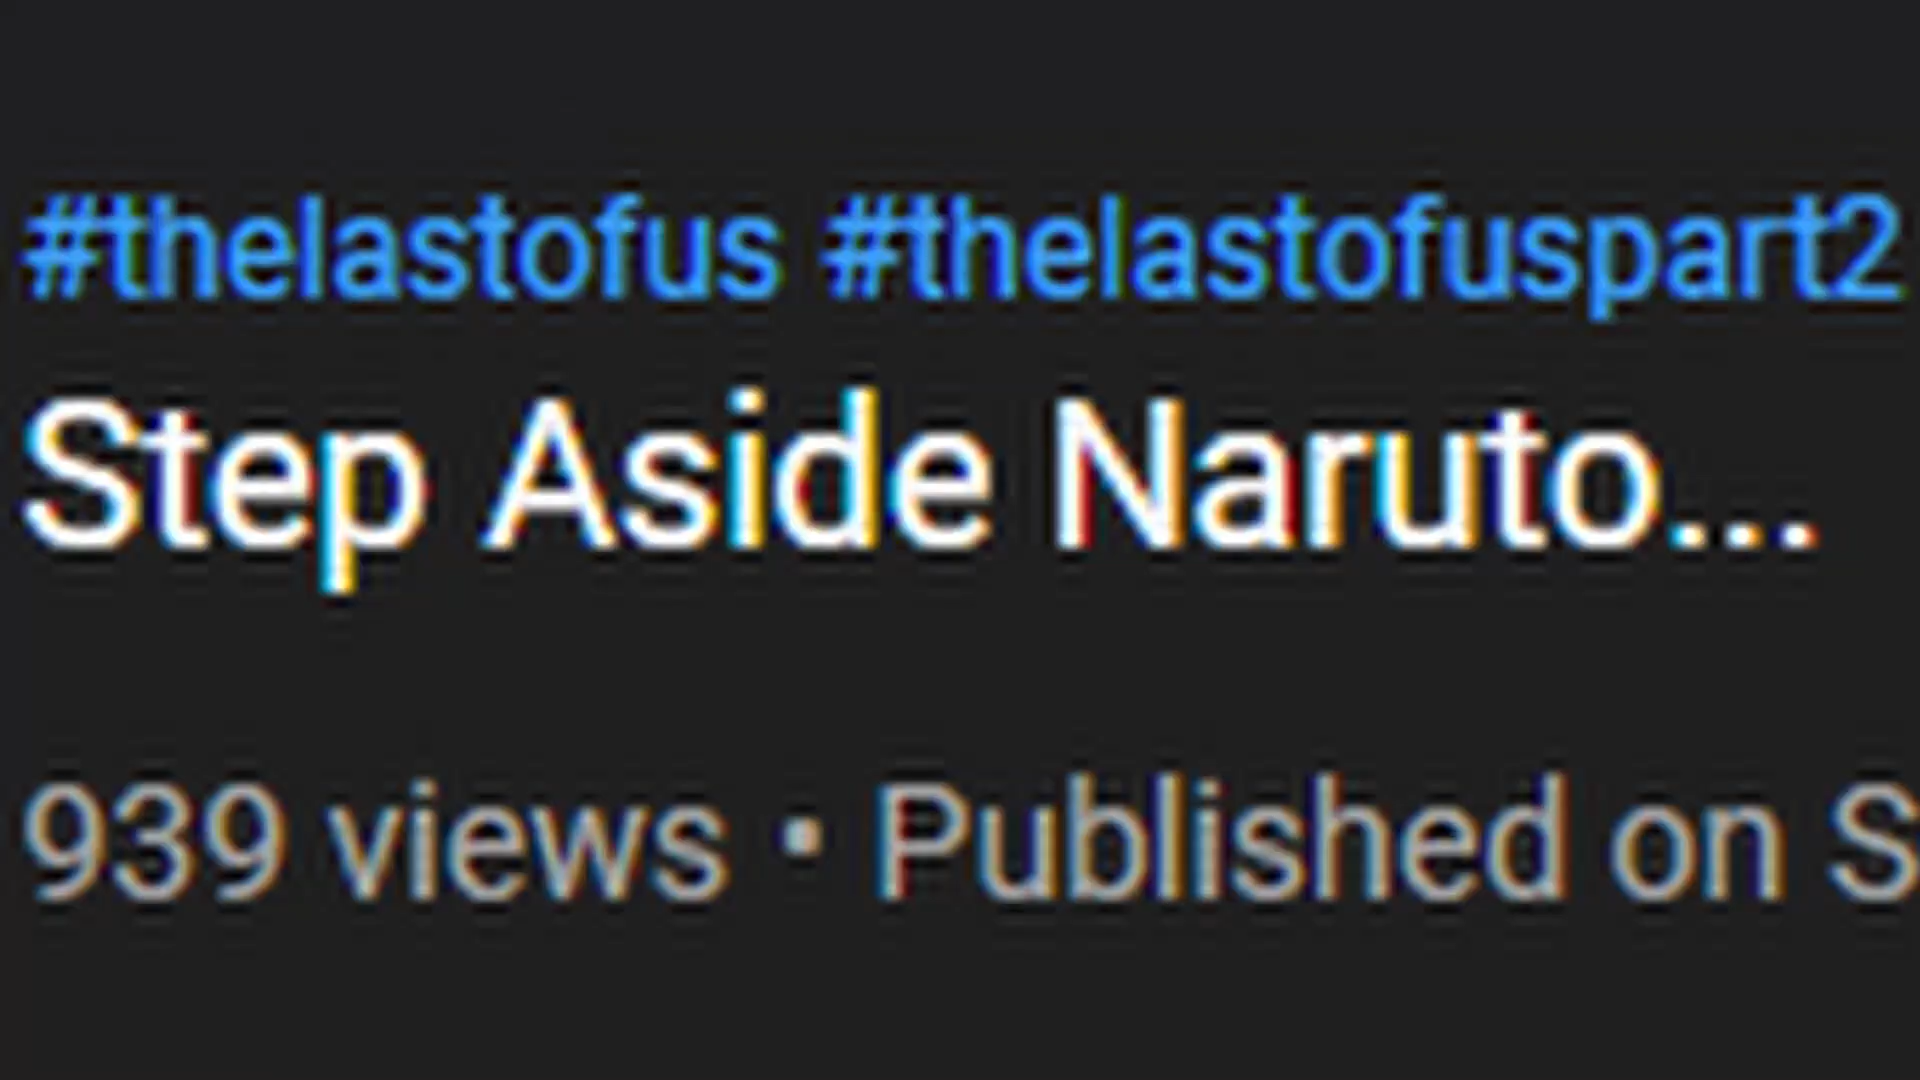 #thelastofus #thelastofuspart2
Step Aside Naruto...
939 views • Published on S